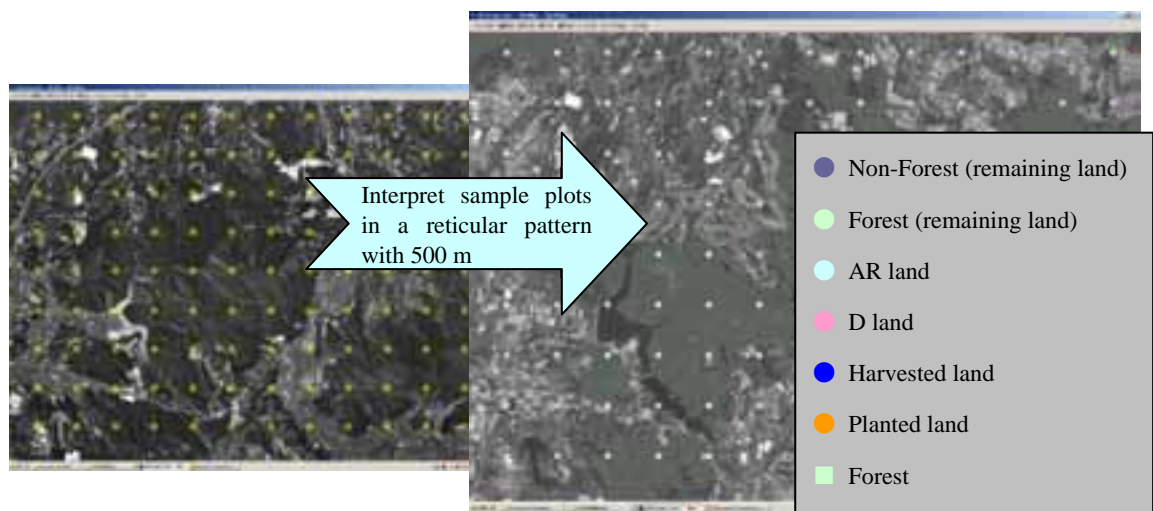 Interpret sample plots
in a reticular pattern
with 500 m
Non-Forest (remaining land)
Forest (remaining land)
AR land
D land
Harvested land
Planted land
Forest